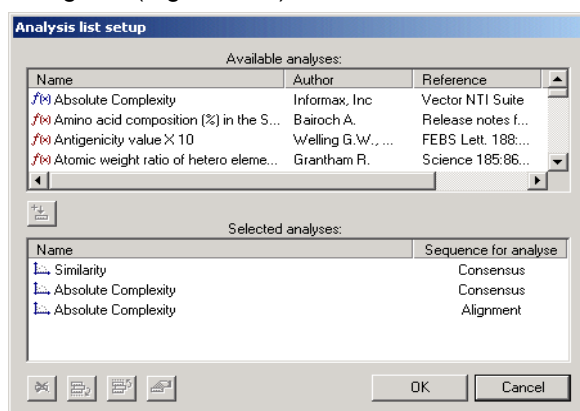 Analysis list setup
Available analyses:
Name Author Reference
f(x) Absolute Complexity Informax, Inc Vector NTI Suite
f(x) Amino acid composition (%) in the S... Bairoch A. Release notes f...
f(x) Antigenicity value X 10 Welling G.W., ... FEBS Lett. 188:...
f(x) Atomic weight ratio of hetero eleme... Grantham R. Science 185:86...
Selected analyses:
Name Sequence for analyse
Similarity Consensus
Absolute Complexity Consensus
Absolute Complexity Alignment
OK Cancel